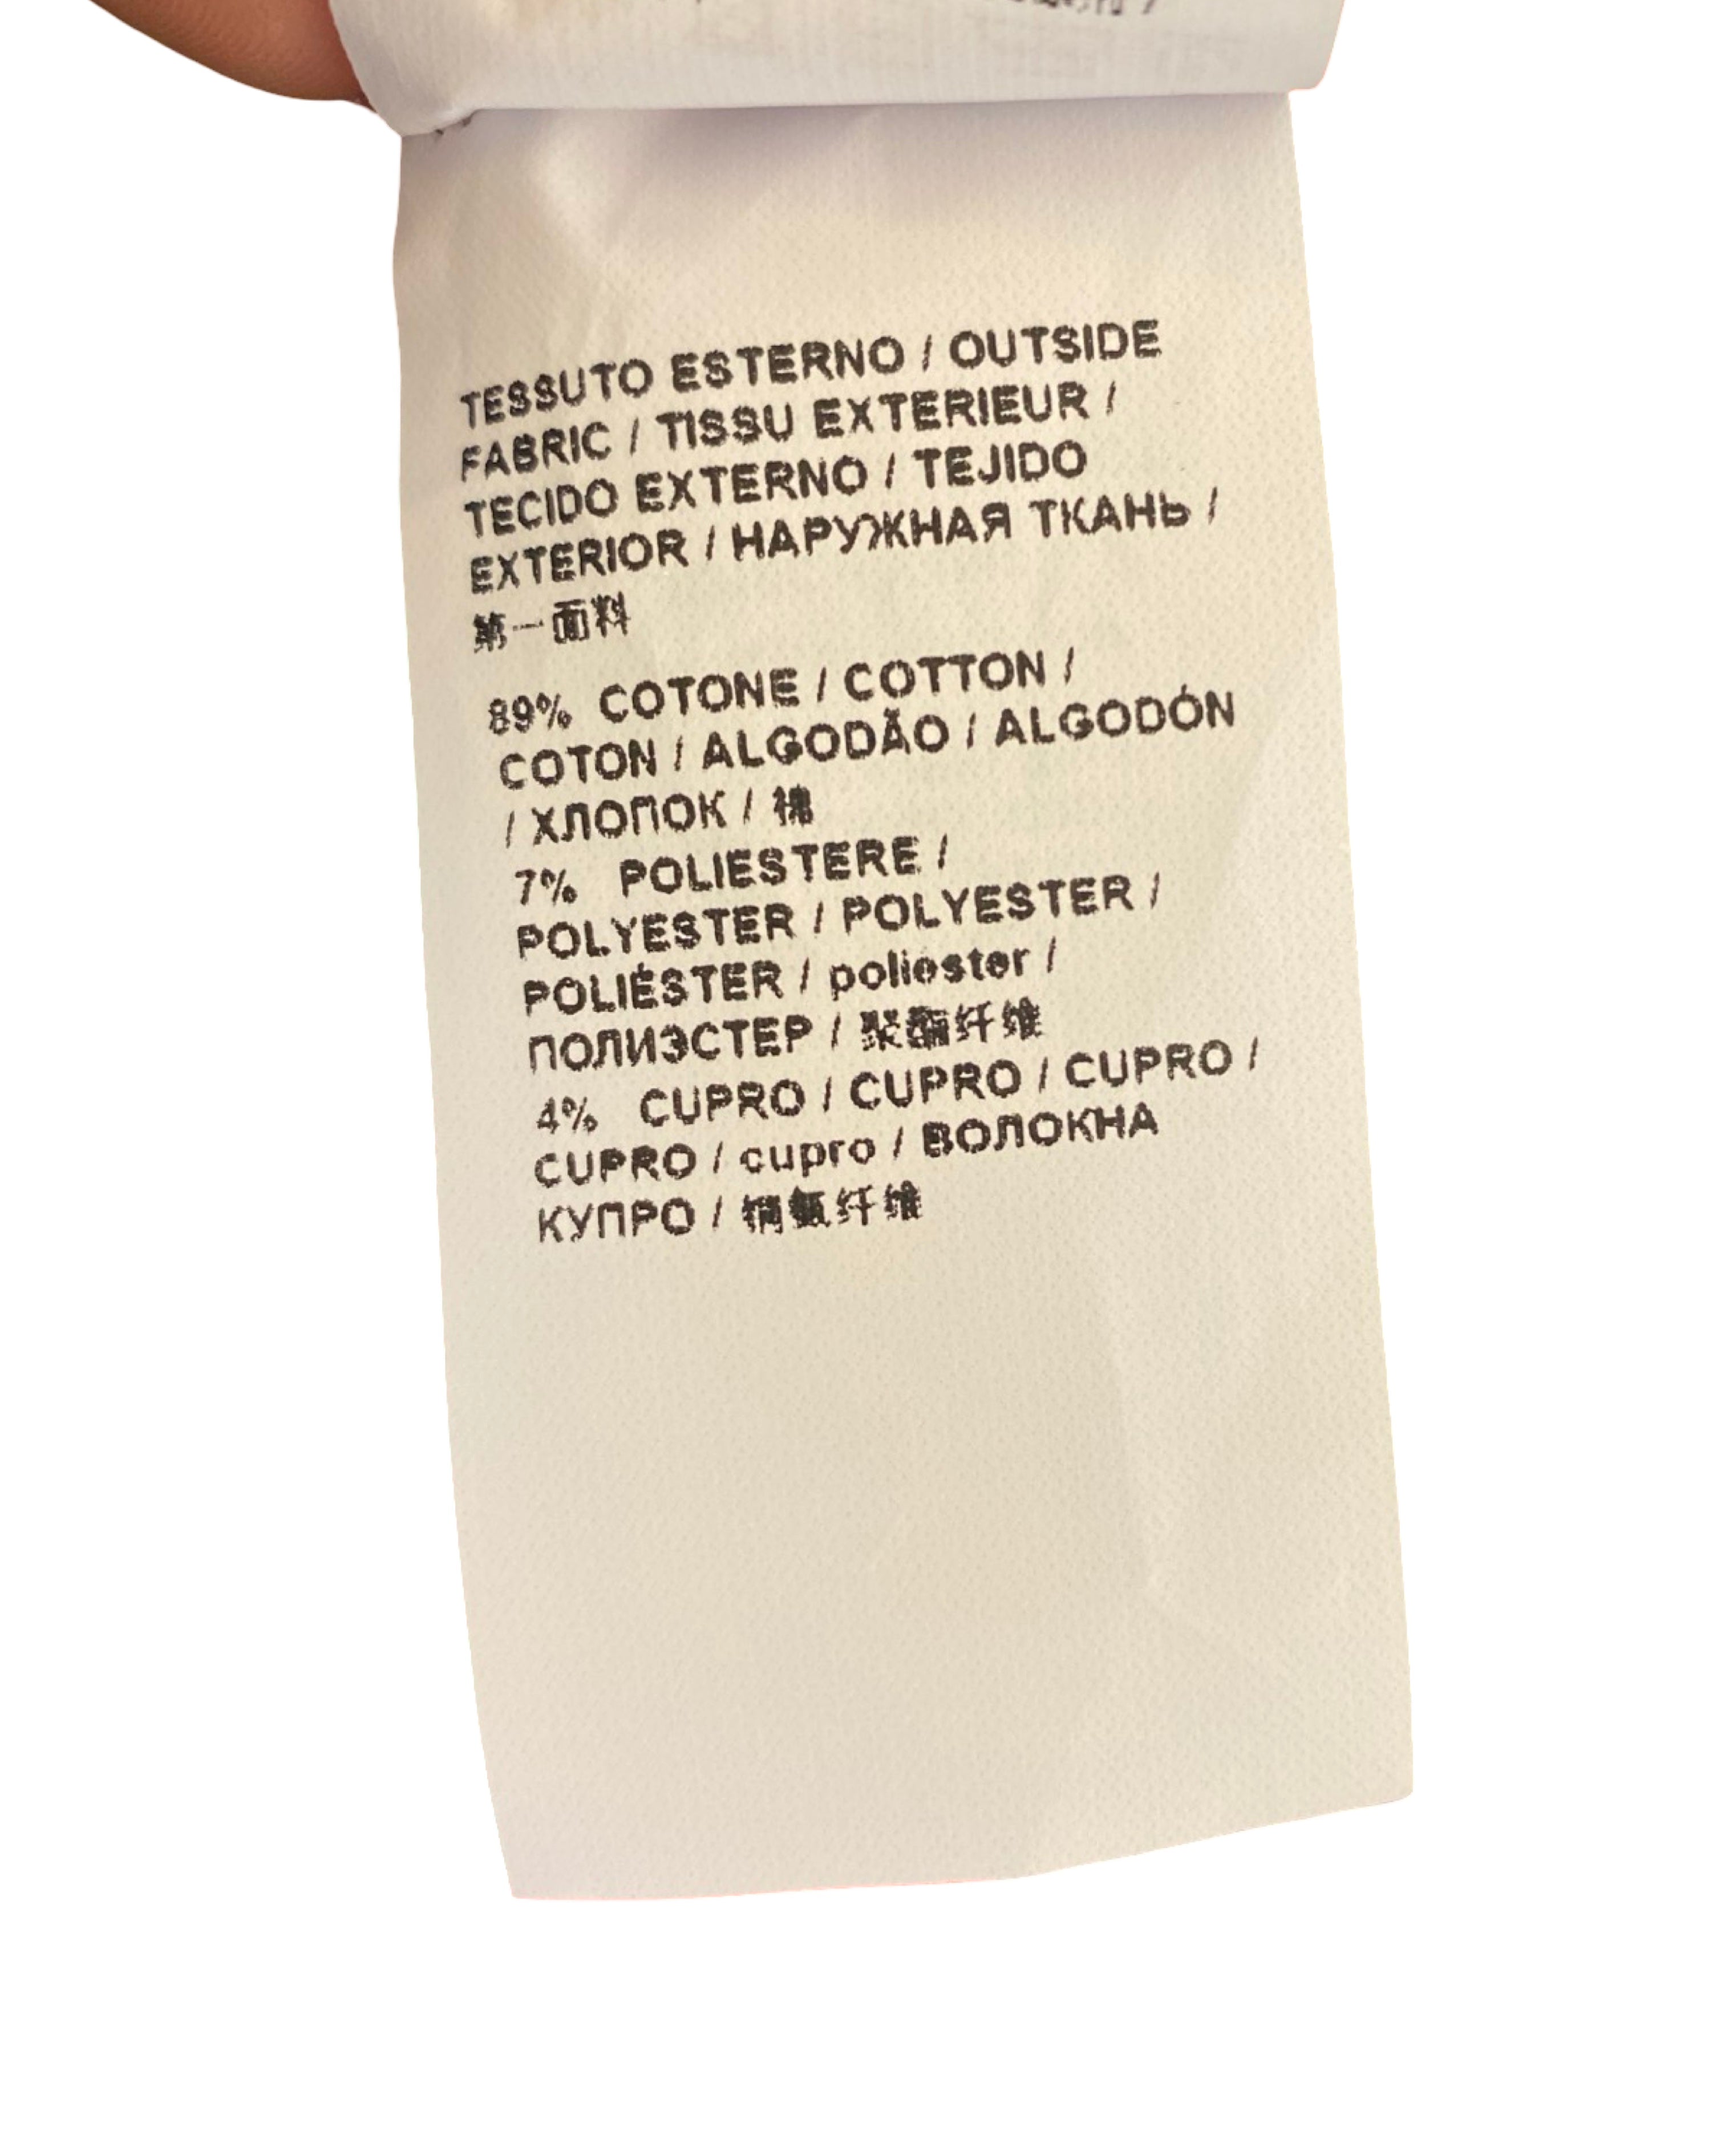 TESSUTO ESTERNO / OUTSIDE
FABRIC / TISSU EXTERIEUR /
TECIDO EXTERNO / TEJIDO
EXTERIOR / НАРУЖНАЯ ТКАНЬ /
第一面料
89% COTONE / COTTON /
COTON / ALGODÃO / ALGODÓN
/ ХЛОПОК / 棉
7% POLIESTERE /
POLYESTER / POLYESTER /
POLIÉSTER / poliester /
ПОЛИЭСТЕР / 聚酯纤维
4% CUPRO / CUPRO / CUPRO /
CUPRO / cupro / ВОЛОКНА
КУПРО / 铜氨纤维